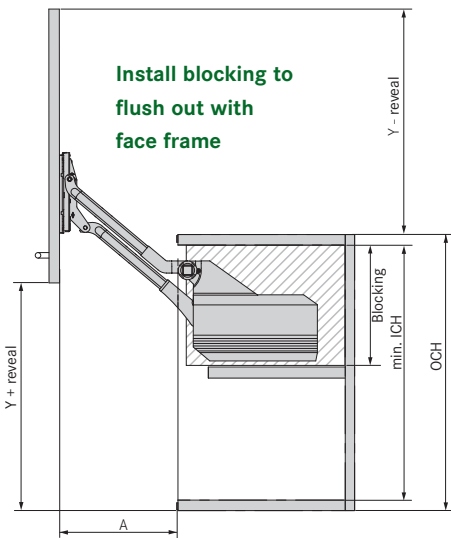 Install blocking to
flush out with
face frame
Y - reveal
Blocking
min. ICH
OCH
Y + reveal
A